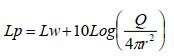 Lp = Lw + 10Log(Q / 4πr²)